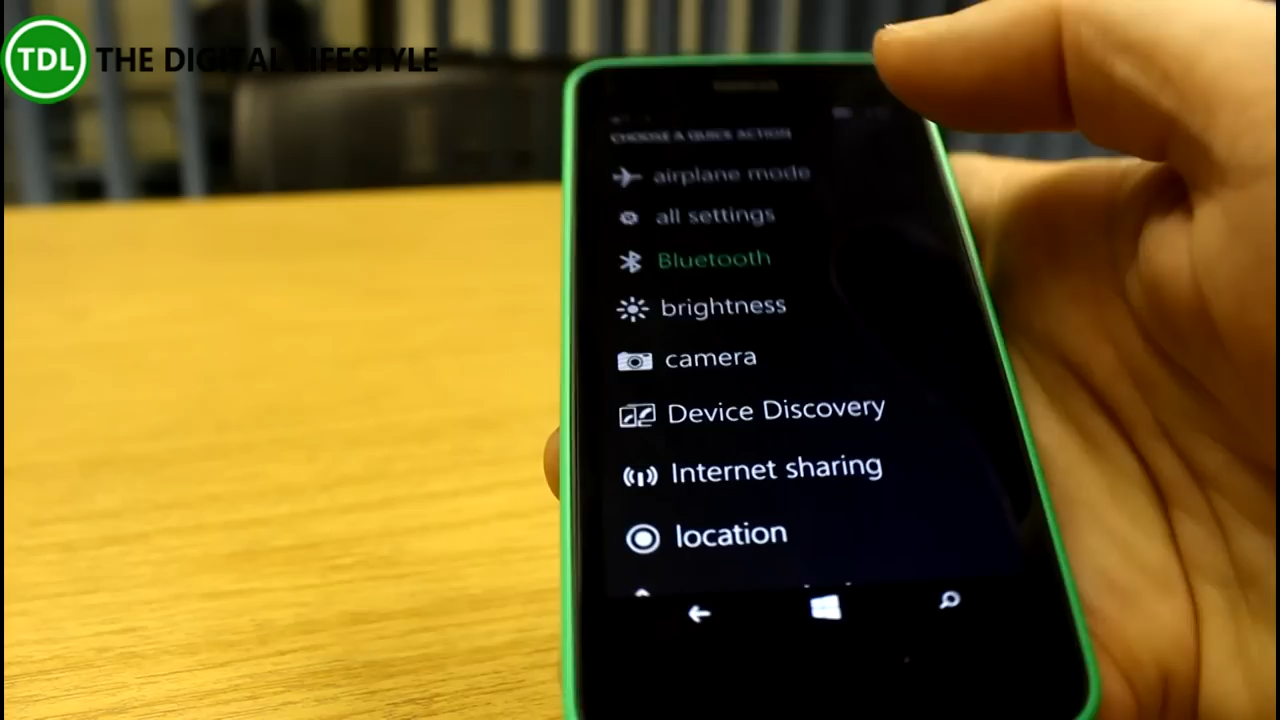 TDL THE DIGITAL LIFESTYLE
CHOOSE A QUICK ACTION
airplane mode
all settings
Bluetooth
brightness
camera
Device Discovery
Internet sharing
location